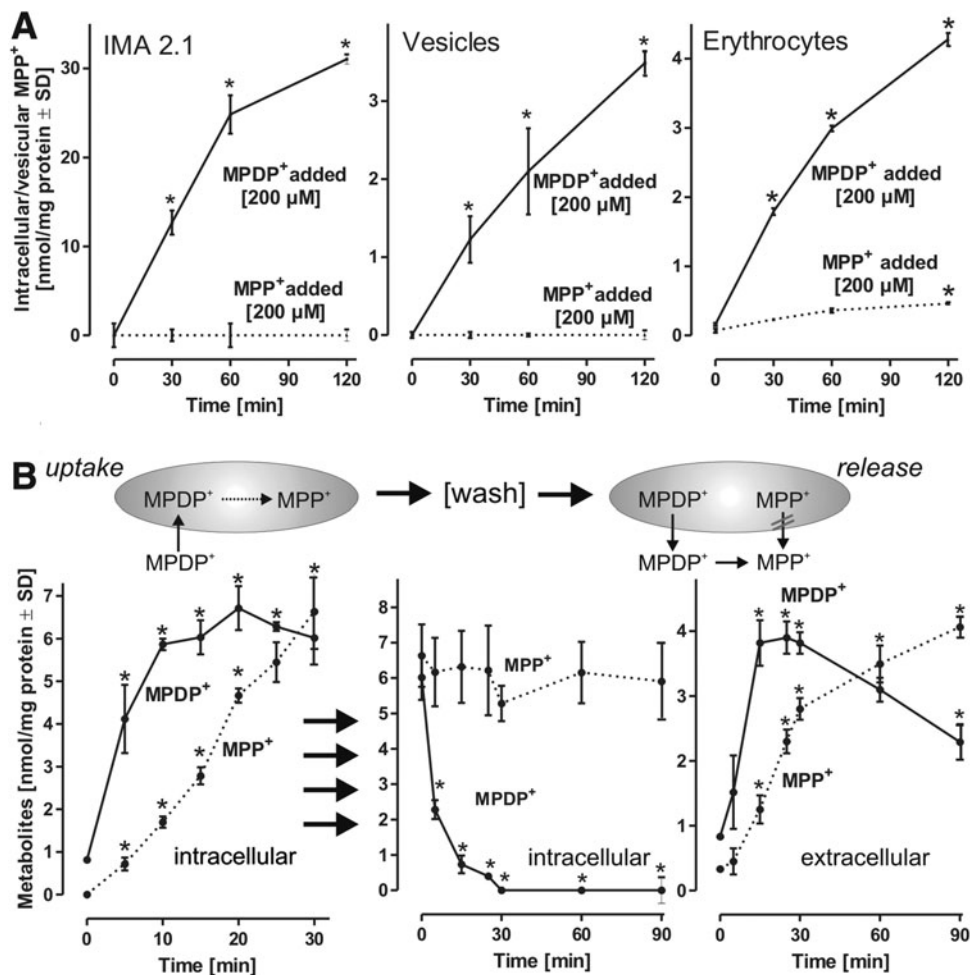 A
IMA 2.1
Vesicles
Erythrocytes
Intracellular/vesicular MPP+
[nmol/mg protein ± SD]
30
20
10
0
*
*
*
MPDP+ added
[200 µM]
MPP+ added
[200 µM]
0 30 60 90 120
Time [min]
3
2
1
0
*
*
*
MPDP+ added
[200 µM]
MPP+ added
[200 µM]
0 30 60 90 120
Time [min]
4
3
2
1
0
*
*
*
MPDP+ added
[200 µM]
MPP+ added
[200 µM]
*
0 30 60 90 120
Time [min]
B
uptake
MPDP+ MPP+
MPDP+
[wash]
release
MPDP+ MPP+
MPDP+ MPP+
Metabolites [nmol/mg protein ± SD]
8
7
6
5
4
3
2
1
0
* * * * * *
MPDP+
* * * *
MPP+
intracellular
0 10 20 30
Time [min]
8
7
6
5
4
3
2
1
0
MPP+
MPDP+
* * * * * *
intracellular
0 15 30 45 60 75 90
Time [min]
4
3
2
1
0
MPDP+
* * * * *
MPP+
* * * * *
extracellular
0 15 30 45 60 75 90
Time [min]